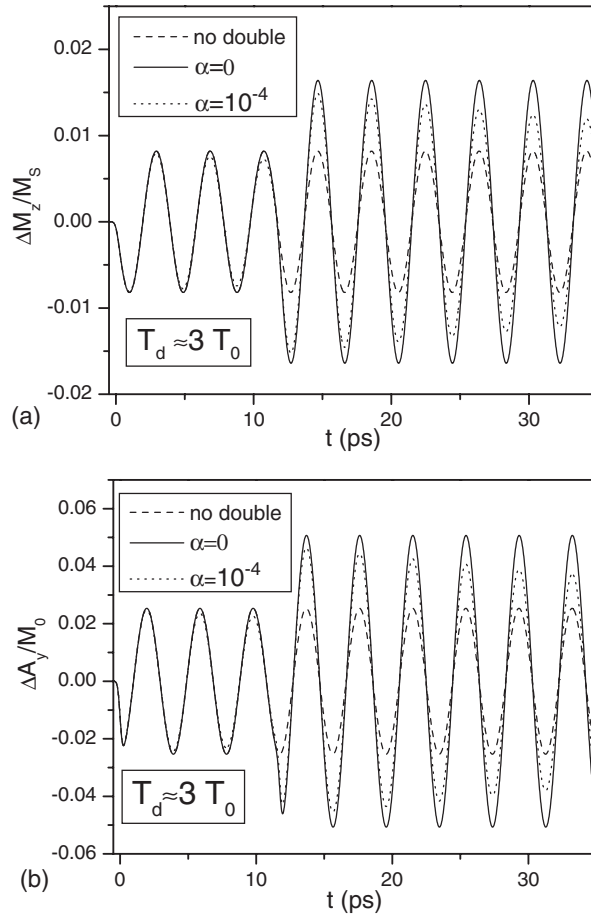 0.025
0.02
0.01
0.00
-0.01
-0.02
ΔM_z/M_S
no double
α=0
α=10⁻⁴
T_d ≈3 T_0
0 10 20 30
t (ps)
(a)
0.06
0.04
0.02
0.00
-0.02
-0.04
-0.06
ΔA_y/M_0
no double
α=0
α=10⁻⁴
T_d≈3 T_0
0 10 20 30
t (ps)
(b)